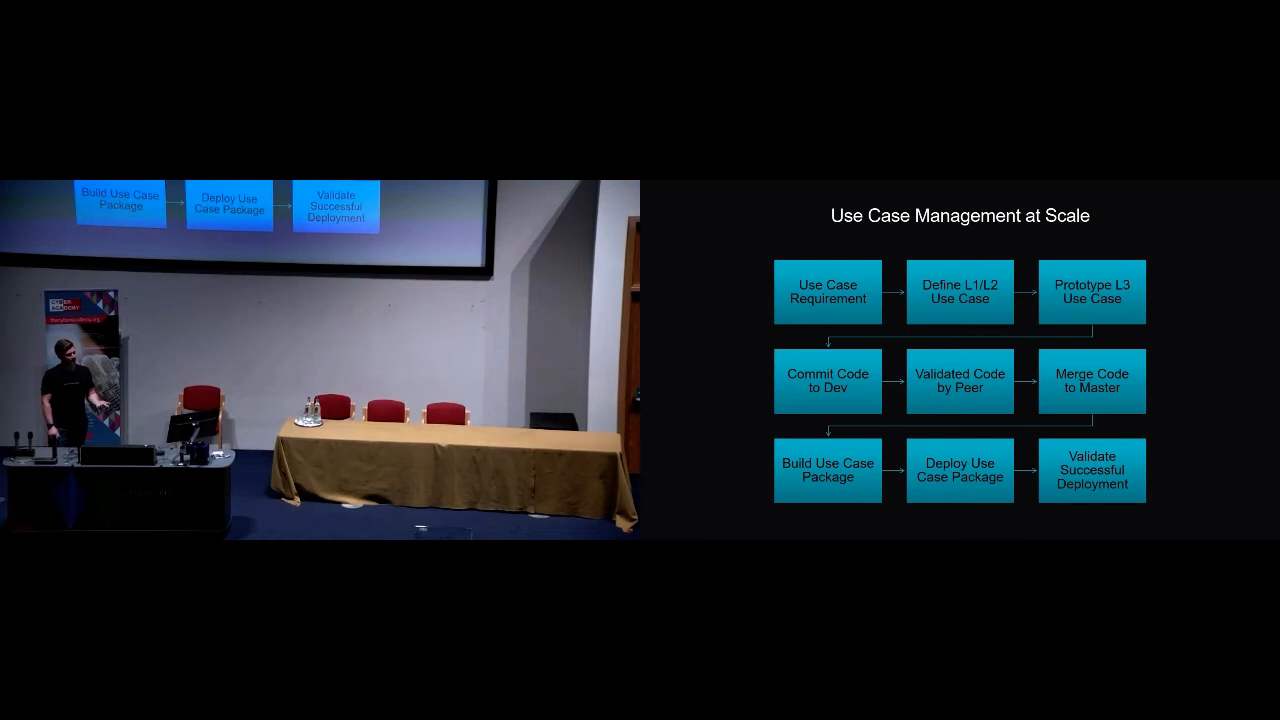 Build Use Case
Package
Deploy Use
Case Package
Validate
Successful
Deployment
CYBER
ACADEMY
Use Case Management at Scale
Use Case
Requirement
Define L1/L2
Use Case
Prototype L3
Use Case
Commit Code
to Dev
Validated Code
by Peer
Merge Code
to Master
Build Use Case
Package
Deploy Use
Case Package
Validate
Successful
Deployment